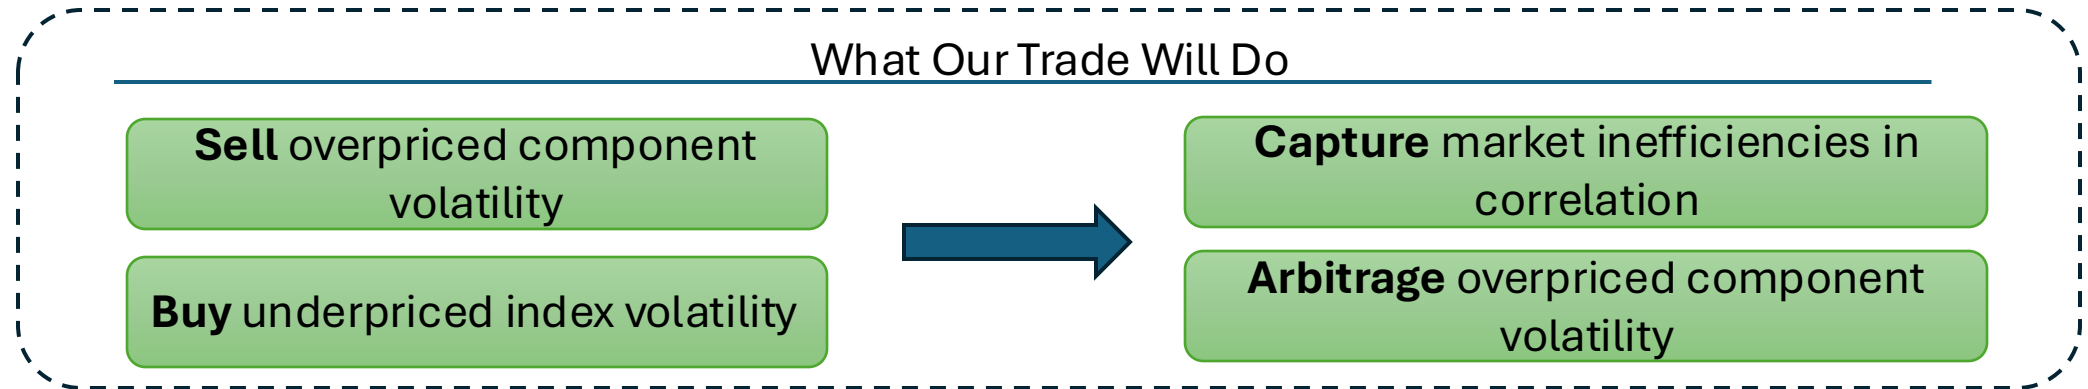 What Our Trade Will Do
Sell overpriced component
volatility
Buy underpriced index volatility
Capture market inefficiencies in
correlation
Arbitrage overpriced component
volatility